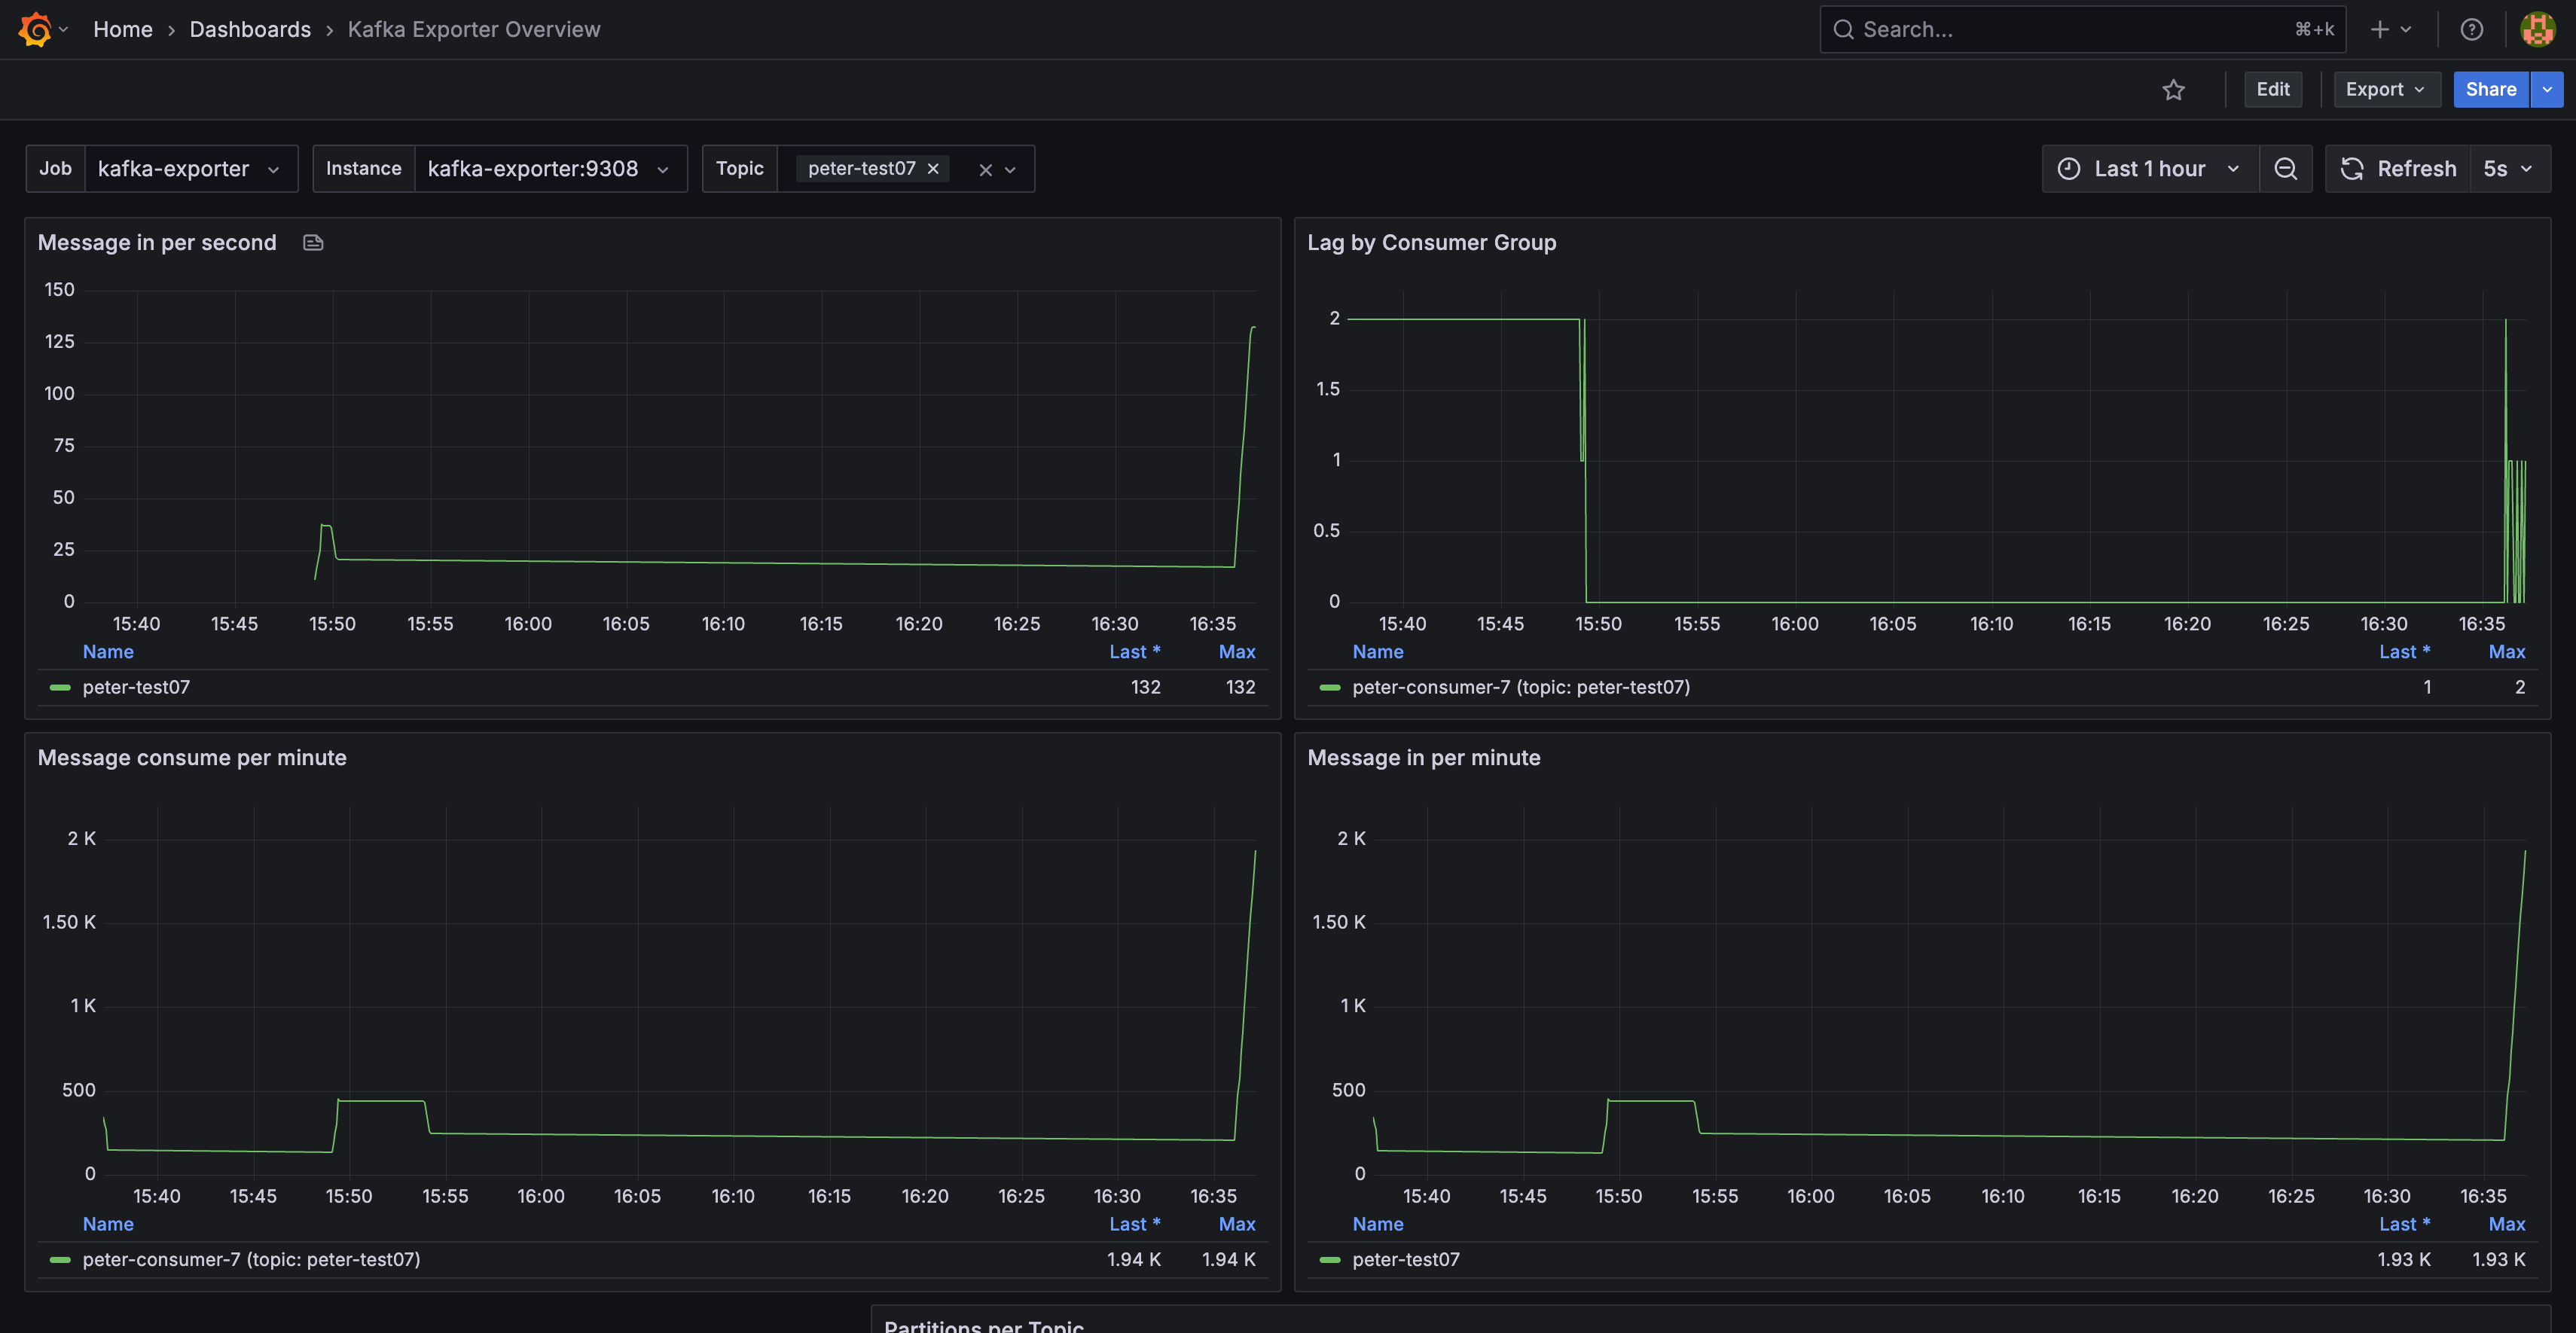 Home › Dashboards › Kafka Exporter Overview
Search... ⌘+k
Edit Export Share
Job kafka-exporter Instance kafka-exporter:9308 Topic peter-test07 Last 1 hour Refresh 5s
Message in per second
150
125
100
75
50
25
0
15:40 15:45 15:50 15:55 16:00 16:05 16:10 16:15 16:20 16:25 16:30 16:35
Name Last * Max
peter-test07 132 132
Lag by Consumer Group
2
1.5
1
0.5
0
15:40 15:45 15:50 15:55 16:00 16:05 16:10 16:15 16:20 16:25 16:30 16:35
Name Last * Max
peter-consumer-7 (topic: peter-test07) 1 2
Message consume per minute
2 K
1.50 K
1 K
500
0
15:40 15:45 15:50 15:55 16:00 16:05 16:10 16:15 16:20 16:25 16:30 16:35
Name Last * Max
peter-consumer-7 (topic: peter-test07) 1.94 K 1.94 K
Message in per minute
2 K
1.50 K
1 K
500
0
15:40 15:45 15:50 15:55 16:00 16:05 16:10 16:15 16:20 16:25 16:30 16:35
Name Last * Max
peter-test07 1.93 K 1.93 K
Partitions per Topic